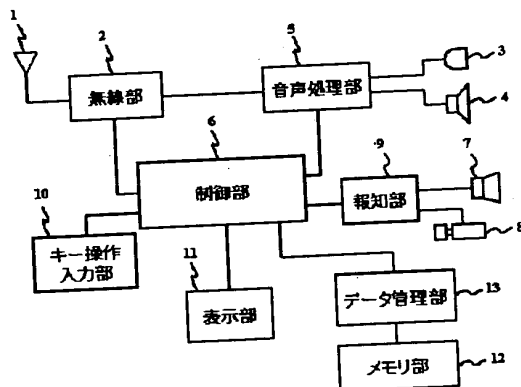 1
2
無線部
5
音声処理部
3
4
6
制御部
9
報知部
7
8
10
キー操作
入力部
11
表示部
データ管理部
13
メモリ部
12